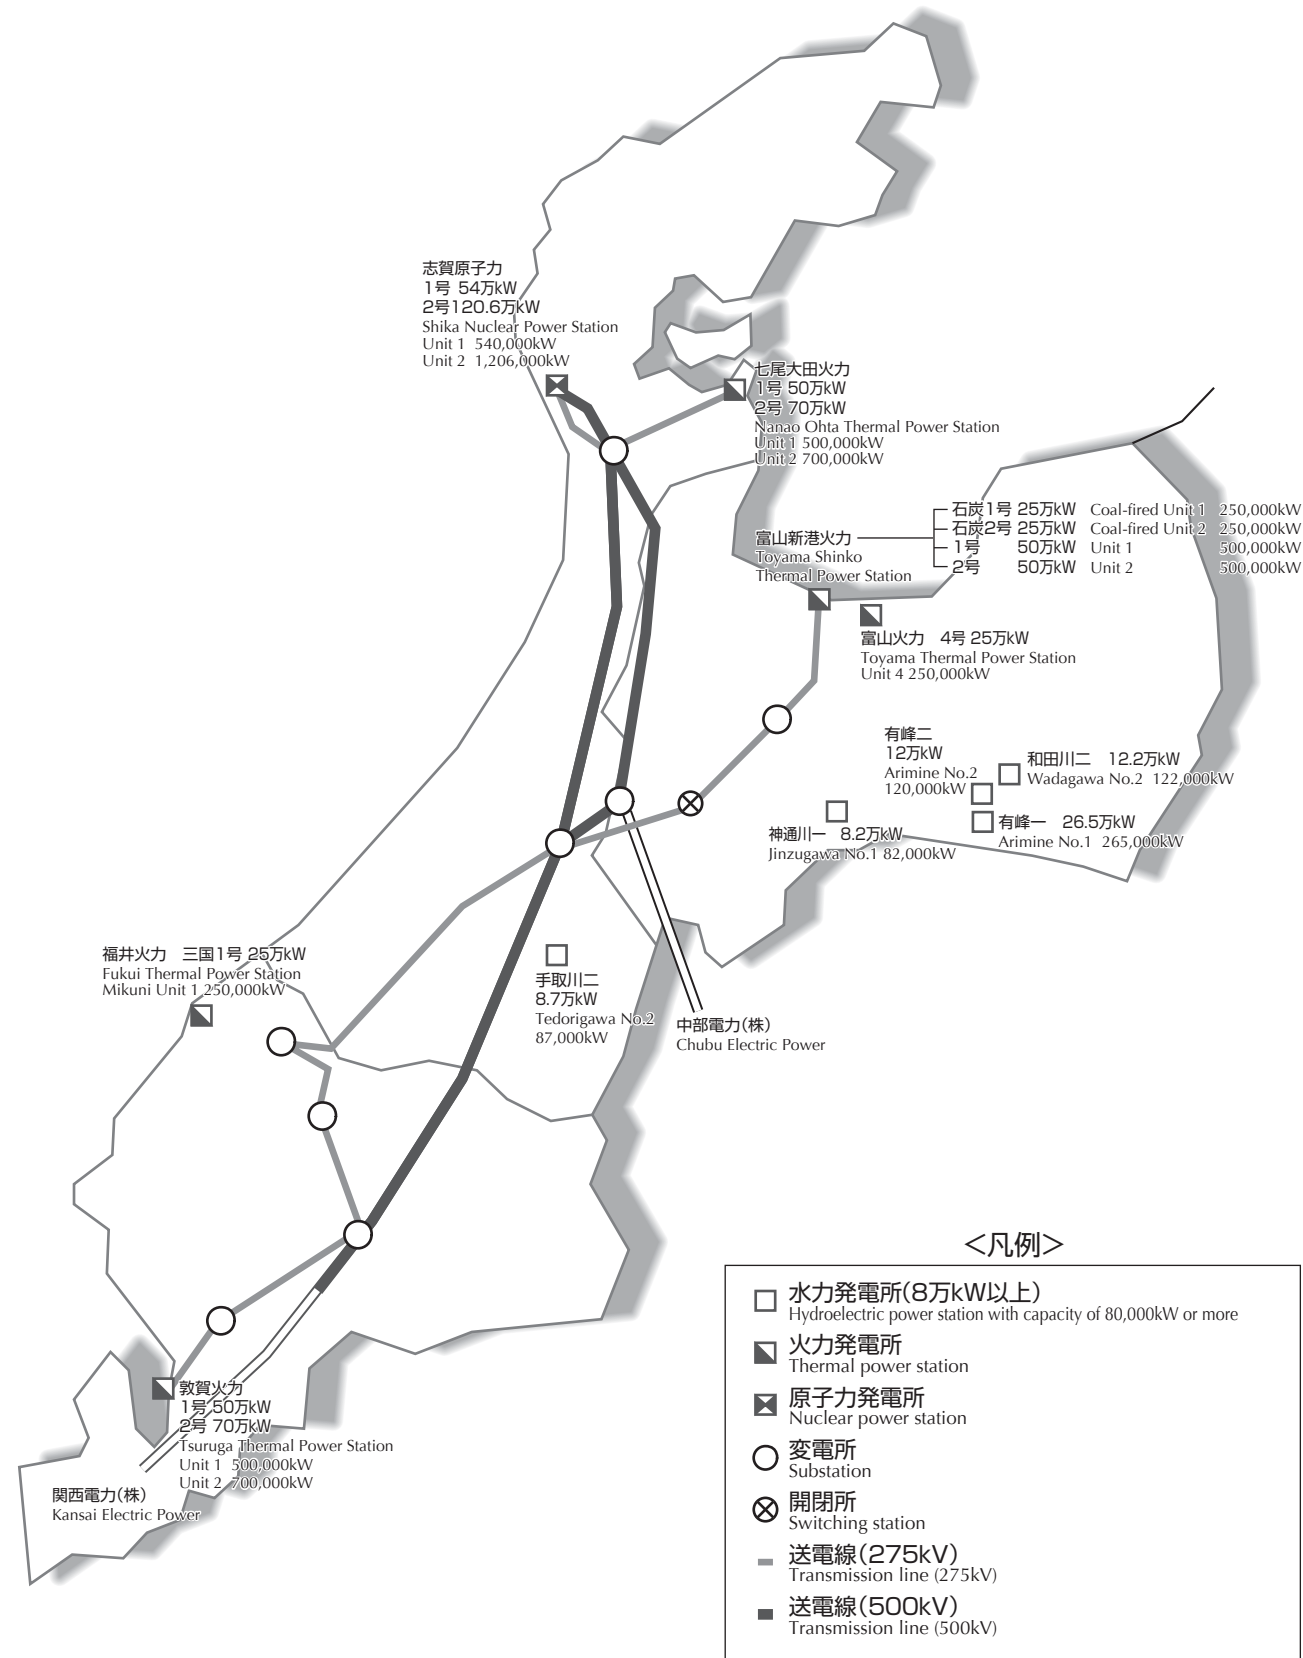 志賀原子力
1号 54万kW
2号120.6万kW
Shika Nuclear Power Station
Unit 1 540,000kW
Unit 2 1,206,000kW
七尾大田火力
1号 50万kW
2号 70万kW
Nanao Ohta Thermal Power Station
Unit 1 500,000kW
Unit 2 700,000kW
富山新港火力
Toyama Shinko
Thermal Power Station
石炭1号 25万kW Coal-fired Unit 1 250,000kW
石炭2号 25万kW Coal-fired Unit 2 250,000kW
1号 50万kW Unit 1 500,000kW
2号 50万kW Unit 2 500,000kW
富山火力 4号 25万kW
Toyama Thermal Power Station
Unit 4 250,000kW
有峰二
12万kW
Arimine No.2
120,000kW
和田川二 12.2万kW
Wadagawa No.2 122,000kW
有峰一 26.5万kW
Arimine No.1 265,000kW
神通川一 8.2万kW
Jinzugawa No.1 82,000kW
福井火力 三国1号 25万kW
Fukui Thermal Power Station
Mikuni Unit 1 250,000kW
手取川二
8.7万kW
Tedorigawa No.2
87,000kW
中部電力(株)
Chubu Electric Power
敦賀火力
1号 50万kW
2号 70万kW
Tsuruga Thermal Power Station
Unit 1 500,000kW
Unit 2 700,000kW
関西電力(株)
Kansai Electric Power
<凡例>
水力発電所(8万kW以上)
Hydroelectric power station with capacity of 80,000kW or more
火力発電所
Thermal power station
原子力発電所
Nuclear power station
変電所
Substation
開閉所
Switching station
送電線(275kV)
Transmission line (275kV)
送電線(500kV)
Transmission line (500kV)